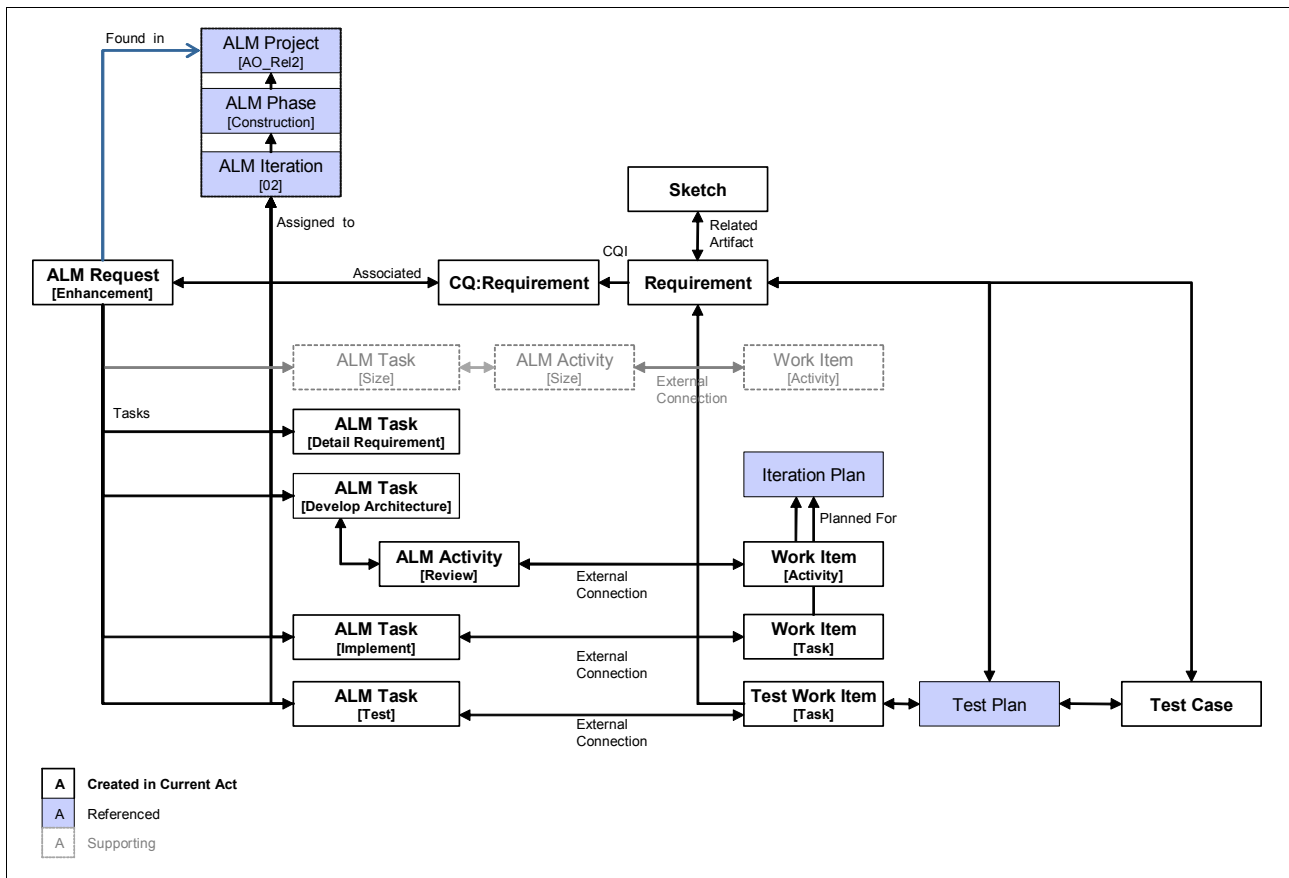 Found in
ALM Project
[AO_Rel2]
ALM Phase
[Construction]
ALM Iteration
[02]
Assigned to
Sketch
Related
Artifact
CQI
ALM Request
[Enhancement]
Associated
CQ:Requirement
Requirement
ALM Task
[Size]
ALM Activity
[Size]
External
Connection
Work Item
[Activity]
Tasks
ALM Task
[Detail Requirement]
ALM Task
[Develop Architecture]
Iteration Plan
Planned For
ALM Activity
[Review]
External
Connection
Work Item
[Activity]
ALM Task
[Implement]
External
Connection
Work Item
[Task]
ALM Task
[Test]
External
Connection
Test Work Item
[Task]
Test Plan
Test Case
A Created in Current Act
A Referenced
A Supporting